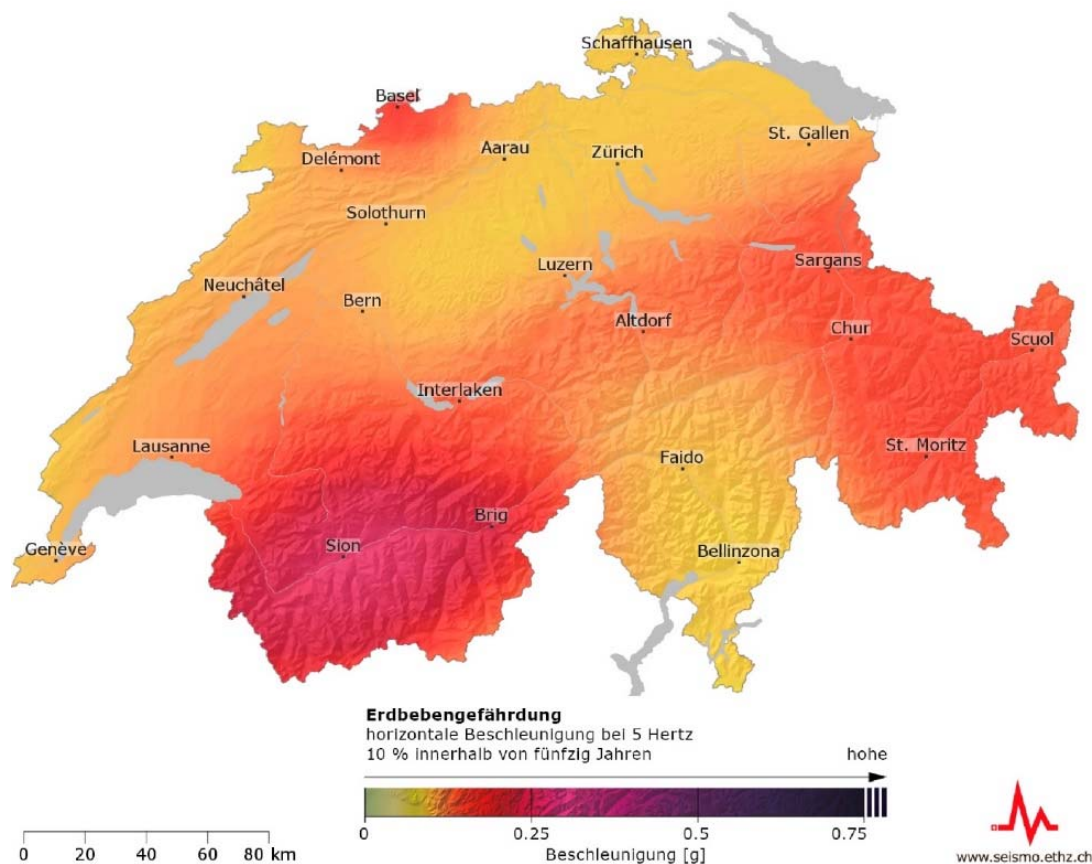 Schaffhausen
Basel
St. Gallen
Aarau
Zürich
Delémont
Solothurn
Luzern
Sargans
Neuchâtel
Bern
Altdorf
Chur
Scuol
Interlaken
Lausanne
Faido
St. Moritz
Brig
Sion
Genève
Bellinzona
Erdbebengefährdung
horizontale Beschleunigung bei 5 Hertz
10 % innerhalb von fünfzig Jahren
hohe
0 0.25 0.5 0.75
Beschleunigung [g]
0 20 40 60 80 km
www.seismo.ethz.ch